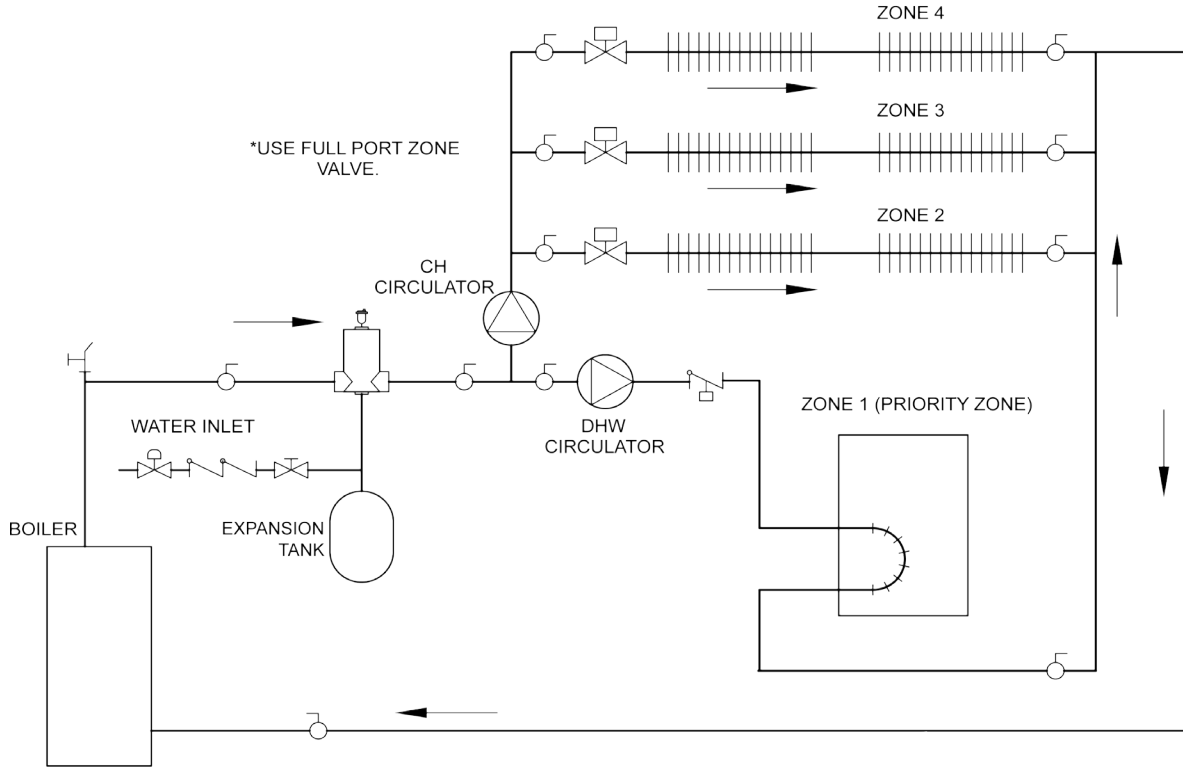 ZONE 4
ZONE 3
*USE FULL PORT ZONE
VALVE.
ZONE 2
CH
CIRCULATOR
ZONE 1 (PRIORITY ZONE)
WATER INLET
DHW
CIRCULATOR
BOILER
EXPANSION
TANK